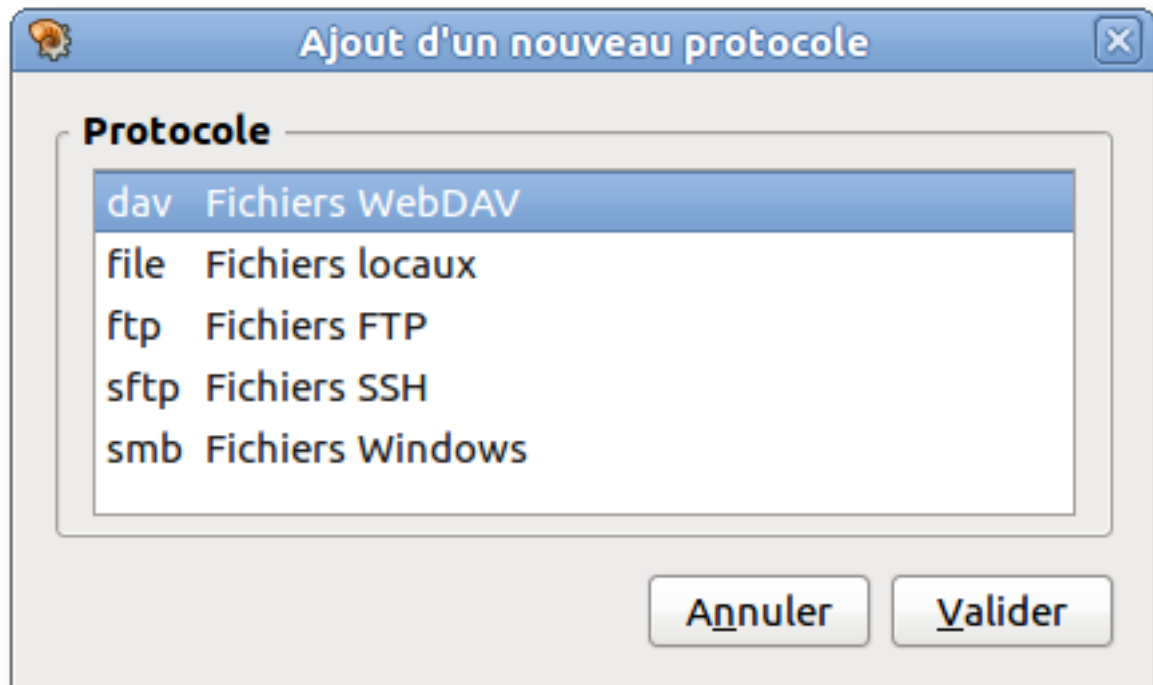 Ajout d'un nouveau protocole
Protocole
dav Fichiers WebDAV
file Fichiers locaux
ftp Fichiers FTP
sftp Fichiers SSH
smb Fichiers Windows
Annuler Valider